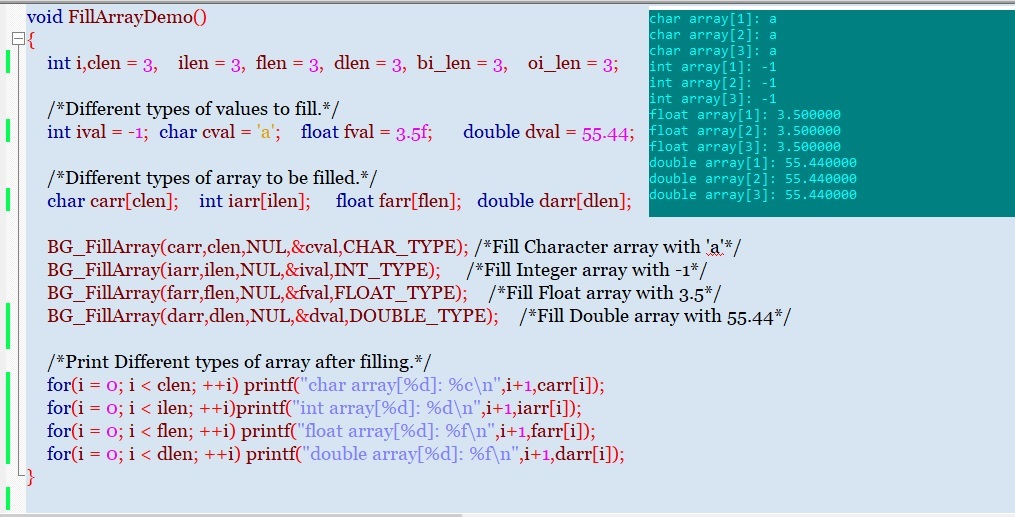 void FillArrayDemo()
{
int i,clen = 3, ilen = 3, flen = 3, dlen = 3, bi_len = 3, oi_len = 3;
/*Different types of values to fill.*/
int ival = -1; char cval = 'a'; float fval = 3.5f; double dval = 55.44;
/*Different types of array to be filled.*/
char carr[clen]; int iarr[ilen]; float farr[flen]; double darr[dlen];
BG_FillArray(carr,clen,NUL,&cval,CHAR_TYPE); /*Fill Character array with 'a'*/
BG_FillArray(iarr,ilen,NUL,&ival,INT_TYPE); /*Fill Integer array with -1*/
BG_FillArray(farr,flen,NUL,&fval,FLOAT_TYPE); /*Fill Float array with 3.5*/
BG_FillArray(darr,dlen,NUL,&dval,DOUBLE_TYPE); /*Fill Double array with 55.44*/
/*Print Different types of array after filling.*/
for(i = 0; i < clen; ++i) printf("char array[%d]: %c\n",i+1,carr[i]);
for(i = 0; i < ilen; ++i)printf("int array[%d]: %d\n",i+1,iarr[i]);
for(i = 0; i < flen; ++i) printf("float array[%d]: %f\n",i+1,farr[i]);
for(i = 0; i < dlen; ++i) printf("double array[%d]: %f\n",i+1,darr[i]);
}
char array[1]: a
char array[2]: a
char array[3]: a
int array[1]: -1
int array[2]: -1
int array[3]: -1
float array[1]: 3.500000
float array[2]: 3.500000
float array[3]: 3.500000
double array[1]: 55.440000
double array[2]: 55.440000
double array[3]: 55.440000